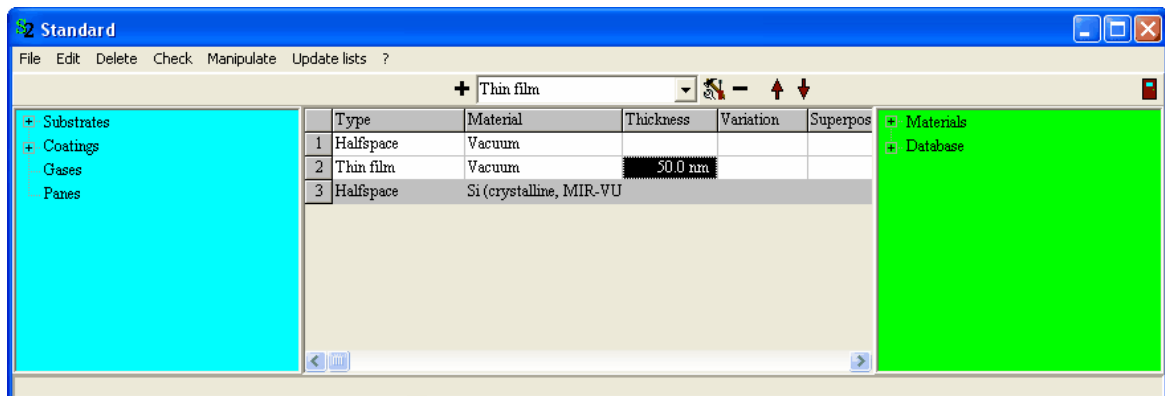 S2 Standard
File Edit Delete Check Manipulate Update lists ?
Thin film
Substrates
Coatings
Gases
Panes
Type Material Thickness Variation Superpos
1 Halfspace Vacuum
2 Thin film Vacuum 50.0 nm
3 Halfspace Si (crystalline, MIR-VU
Materials
Database